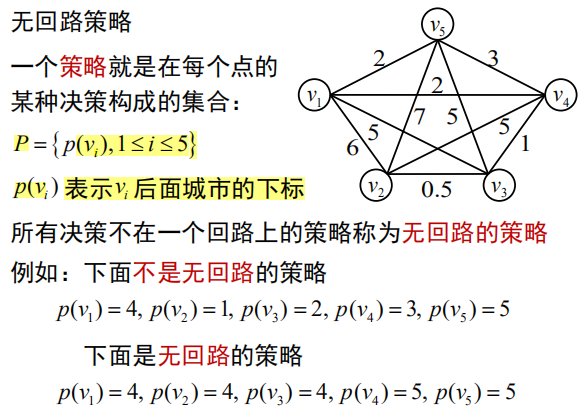 无回路策略
一个策略就是在每个点的
某种决策构成的集合：
P = {p(v_i), 1 ≤ i ≤ 5}
p(v_i) 表示v_i 后面城市的下标
v_5
2
3
v_1
2
v_4
7
5
5
5
6
1
v_2
v_3
0.5
所有决策不在一个回路上的策略称为无回路的策略
例如：下面不是无回路的策略
p(v_1) = 4, p(v_2) = 1, p(v_3) = 2, p(v_4) = 3, p(v_5) = 5
下面是无回路的策略
p(v_1) = 4, p(v_2) = 4, p(v_3) = 4, p(v_4) = 5, p(v_5) = 5